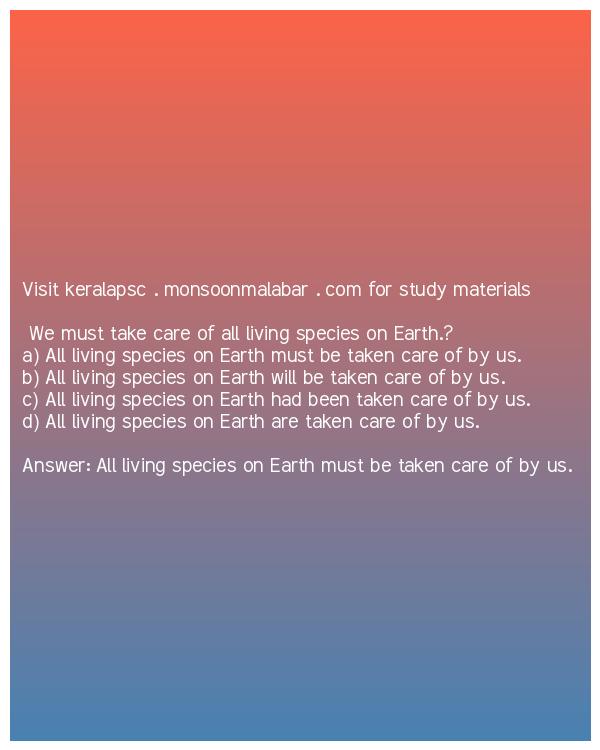 Visit keralapsc . monsoonmalabar . com for study materials
We must take care of all living species on Earth.?
a) All living species on Earth must be taken care of by us.
b) All living species on Earth will be taken care of by us.
c) All living species on Earth had been taken care of by us.
d) All living species on Earth are taken care of by us.
Answer: All living species on Earth must be taken care of by us.